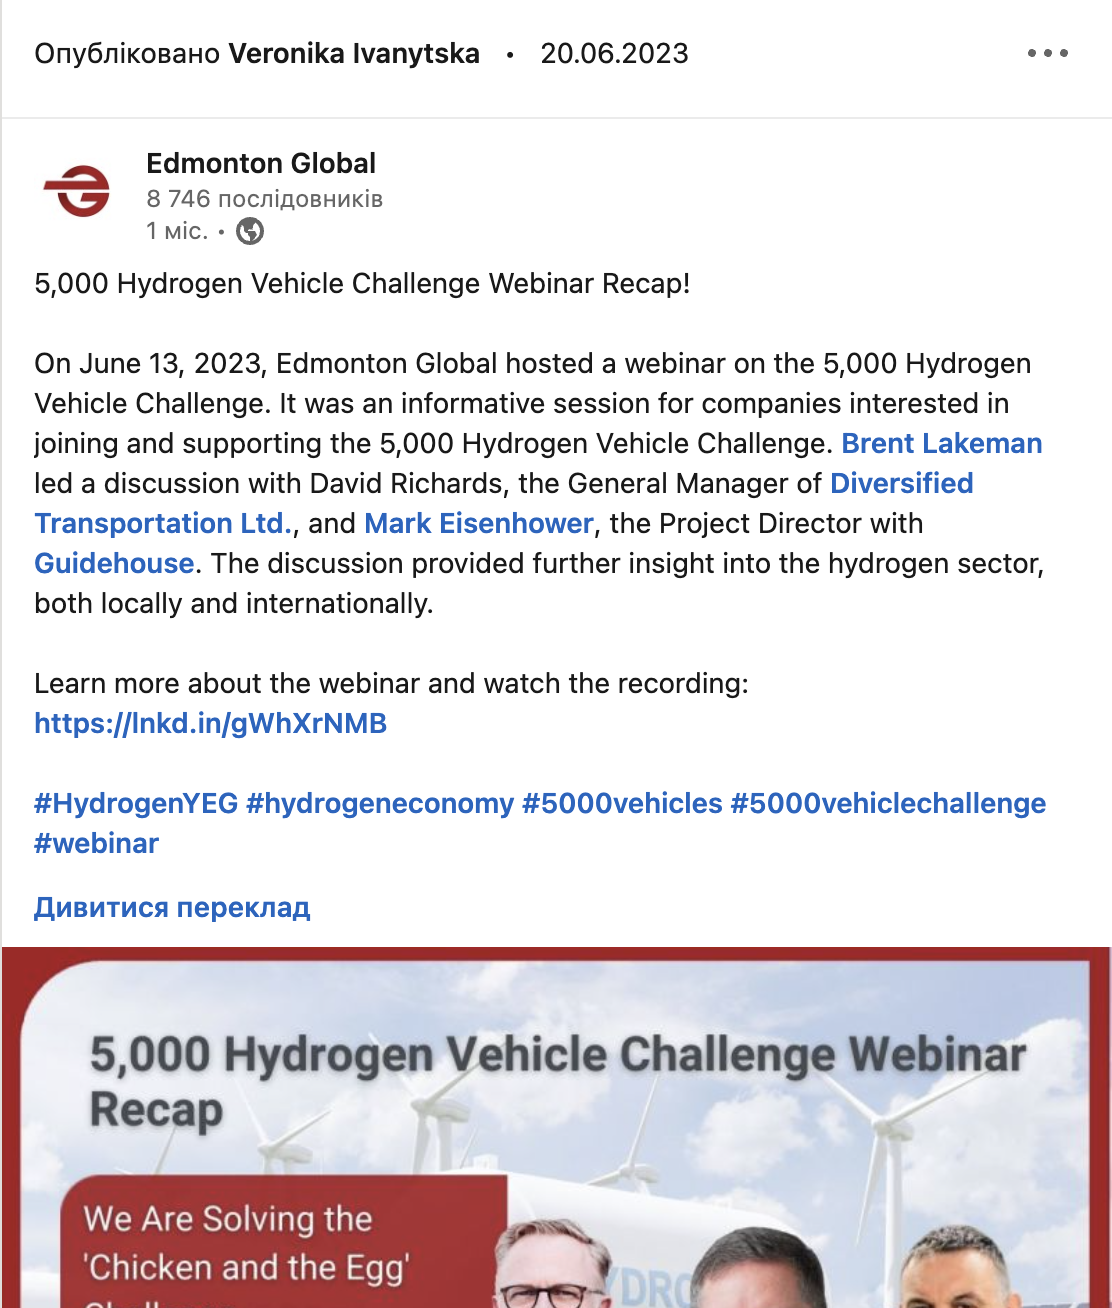 Опубліковано Veronika Ivanytska • 20.06.2023
Edmonton Global
8 746 послідовників
1 міс. •
5,000 Hydrogen Vehicle Challenge Webinar Recap!
On June 13, 2023, Edmonton Global hosted a webinar on the 5,000 Hydrogen
Vehicle Challenge. It was an informative session for companies interested in
joining and supporting the 5,000 Hydrogen Vehicle Challenge. Brent Lakeman
led a discussion with David Richards, the General Manager of Diversified
Transportation Ltd., and Mark Eisenhower, the Project Director with
Guidehouse. The discussion provided further insight into the hydrogen sector,
both locally and internationally.
Learn more about the webinar and watch the recording:
https://lnkd.in/gWhXrNMB
#HydrogenYEG #hydrogeneconomy #5000vehicles #5000vehiclechallenge
#webinar
Дивитися переклад
5,000 Hydrogen Vehicle Challenge Webinar
Recap
We Are Solving the
'Chicken and the Egg'